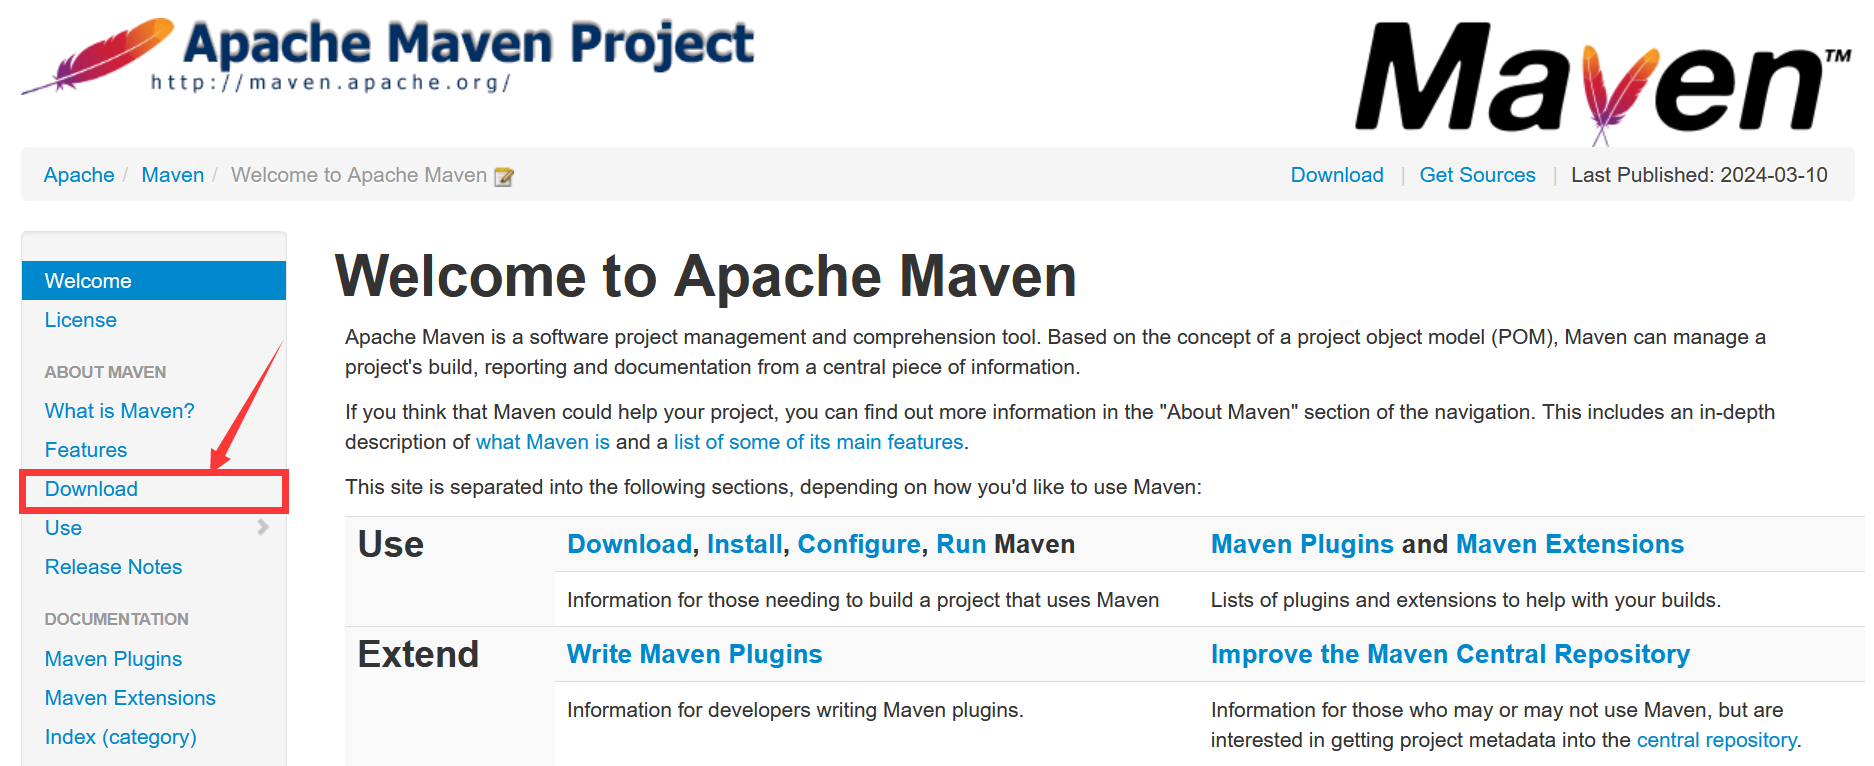 Apache Maven Project
http://maven.apache.org/
Maven™
Apache / Maven / Welcome to Apache Maven
Download | Get Sources | Last Published: 2024-03-10
Welcome
License
ABOUT MAVEN
What is Maven?
Features
Download
Use
Release Notes
DOCUMENTATION
Maven Plugins
Maven Extensions
Index (category)
Welcome to Apache Maven
Apache Maven is a software project management and comprehension tool. Based on the concept of a project object model (POM), Maven can manage a
project's build, reporting and documentation from a central piece of information.
If you think that Maven could help your project, you can find out more information in the "About Maven" section of the navigation. This includes an in-depth
description of what Maven is and a list of some of its main features.
This site is separated into the following sections, depending on how you'd like to use Maven:
Use
Download, Install, Configure, Run Maven
Maven Plugins and Maven Extensions
Information for those needing to build a project that uses Maven
Lists of plugins and extensions to help with your builds.
Extend
Write Maven Plugins
Improve the Maven Central Repository
Information for developers writing Maven plugins.
Information for those who may or may not use Maven, but are
interested in getting project metadata into the central repository.